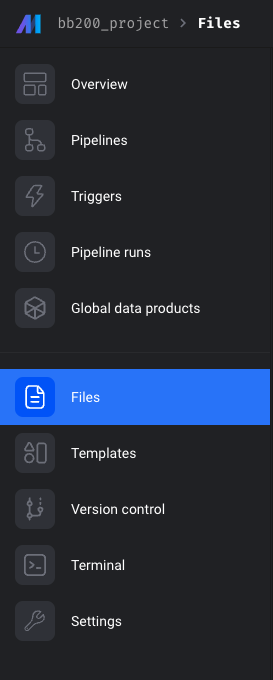 bb200_project > Files
Overview
Pipelines
Triggers
Pipeline runs
Global data products
Files
Templates
Version control
Terminal
Settings